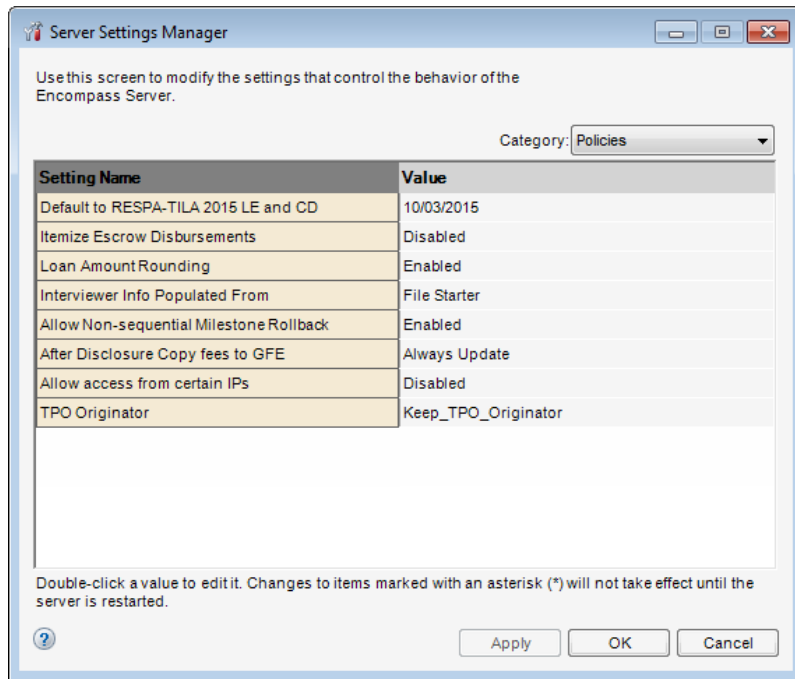 Server Settings Manager
Use this screen to modify the settings that control the behavior of the
Encompass Server.
Category: Policies
Setting Name Value
Default to RESPA-TILA 2015 LE and CD 10/03/2015
Itemize Escrow Disbursements Disabled
Loan Amount Rounding Enabled
Interviewer Info Populated From File Starter
Allow Non-sequential Milestone Rollback Enabled
After Disclosure Copy fees to GFE Always Update
Allow access from certain IPs Disabled
TPO Originator Keep_TPO_Originator
Double-click a value to edit it. Changes to items marked with an asterisk (*) will not take effect until the
server is restarted.
? Apply OK Cancel